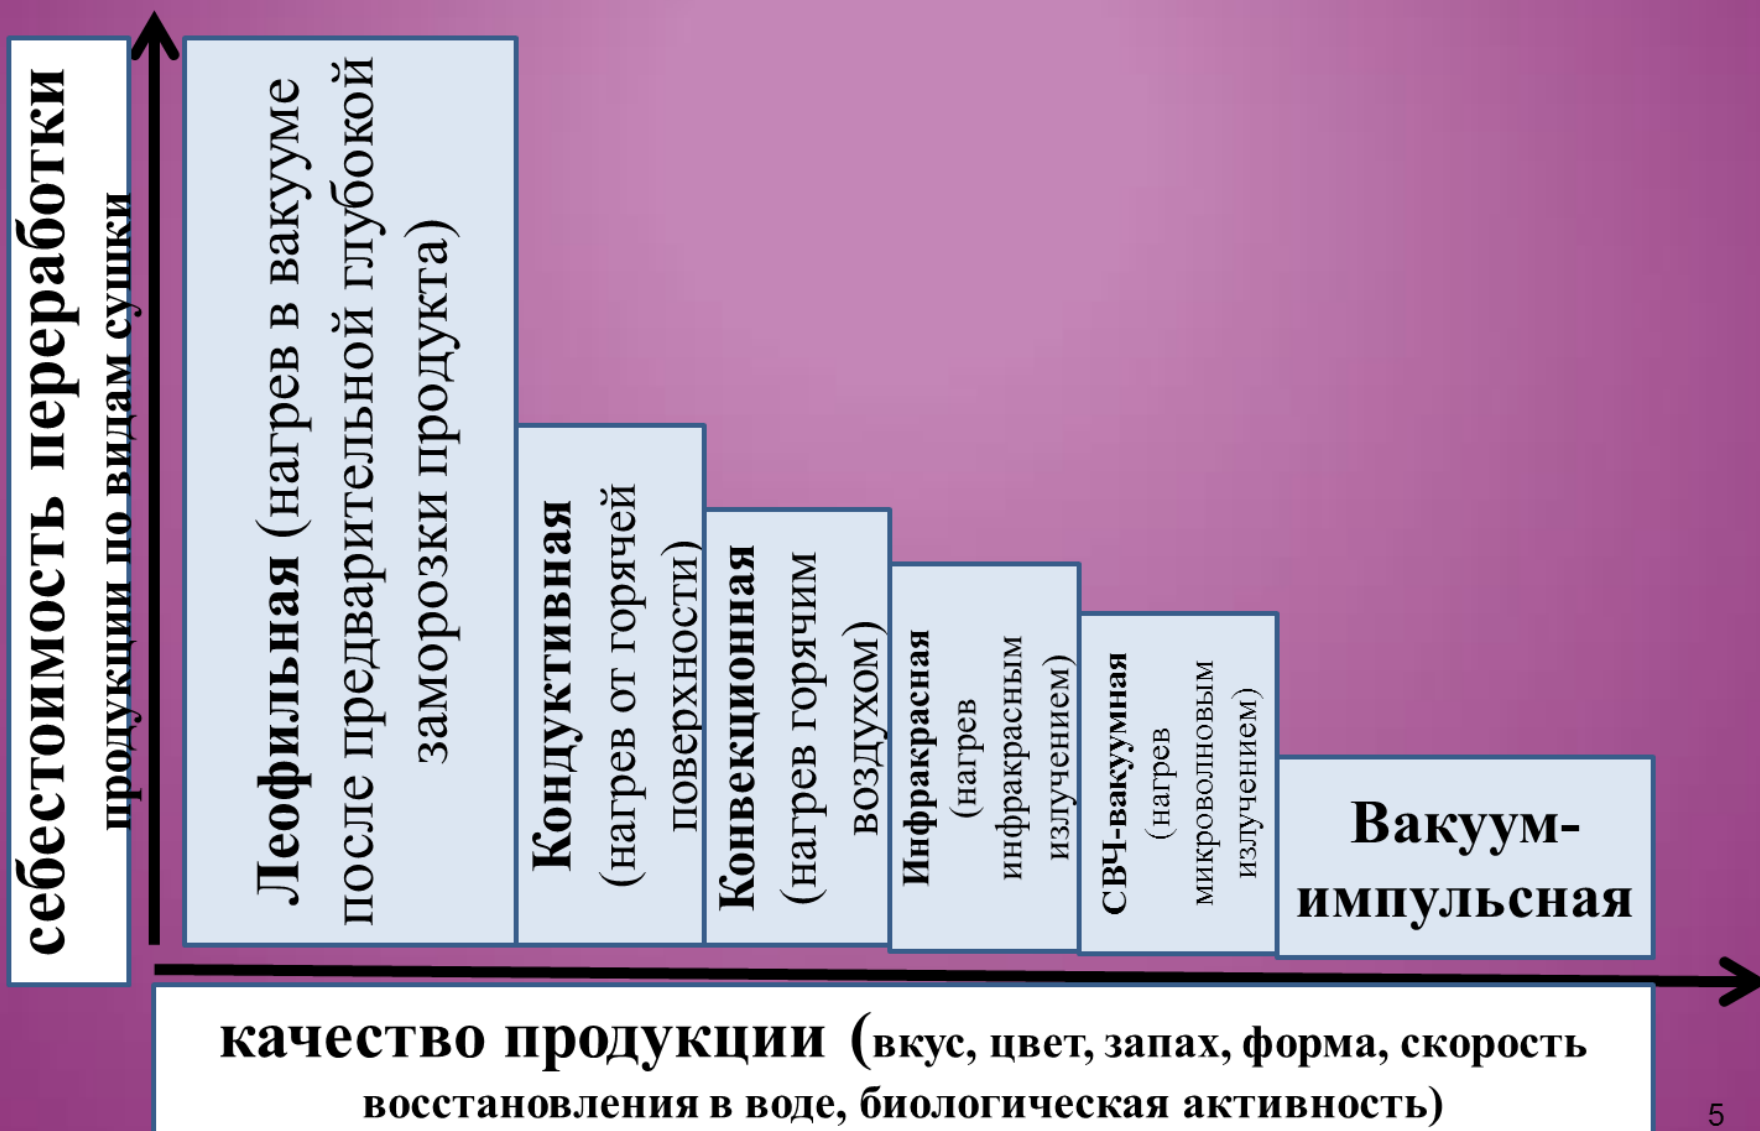 себестоимость переработки
продукции по видам сушки
Леофильная (нагрев в вакууме
после предварительной глубокой
заморозки продукта)
Кондуктивная
(нагрев от горячей
поверхности)
Конвекционная
(нагрев горячим
воздухом)
Инфракрасная
(нагрев
инфракрасным
излучением)
СВЧ-вакуумная
(нагрев
микроволновым
излучением)
Вакуум-
импульсная
качество продукции (вкус, цвет, запах, форма, скорость
восстановления в воде, биологическая активность)
5